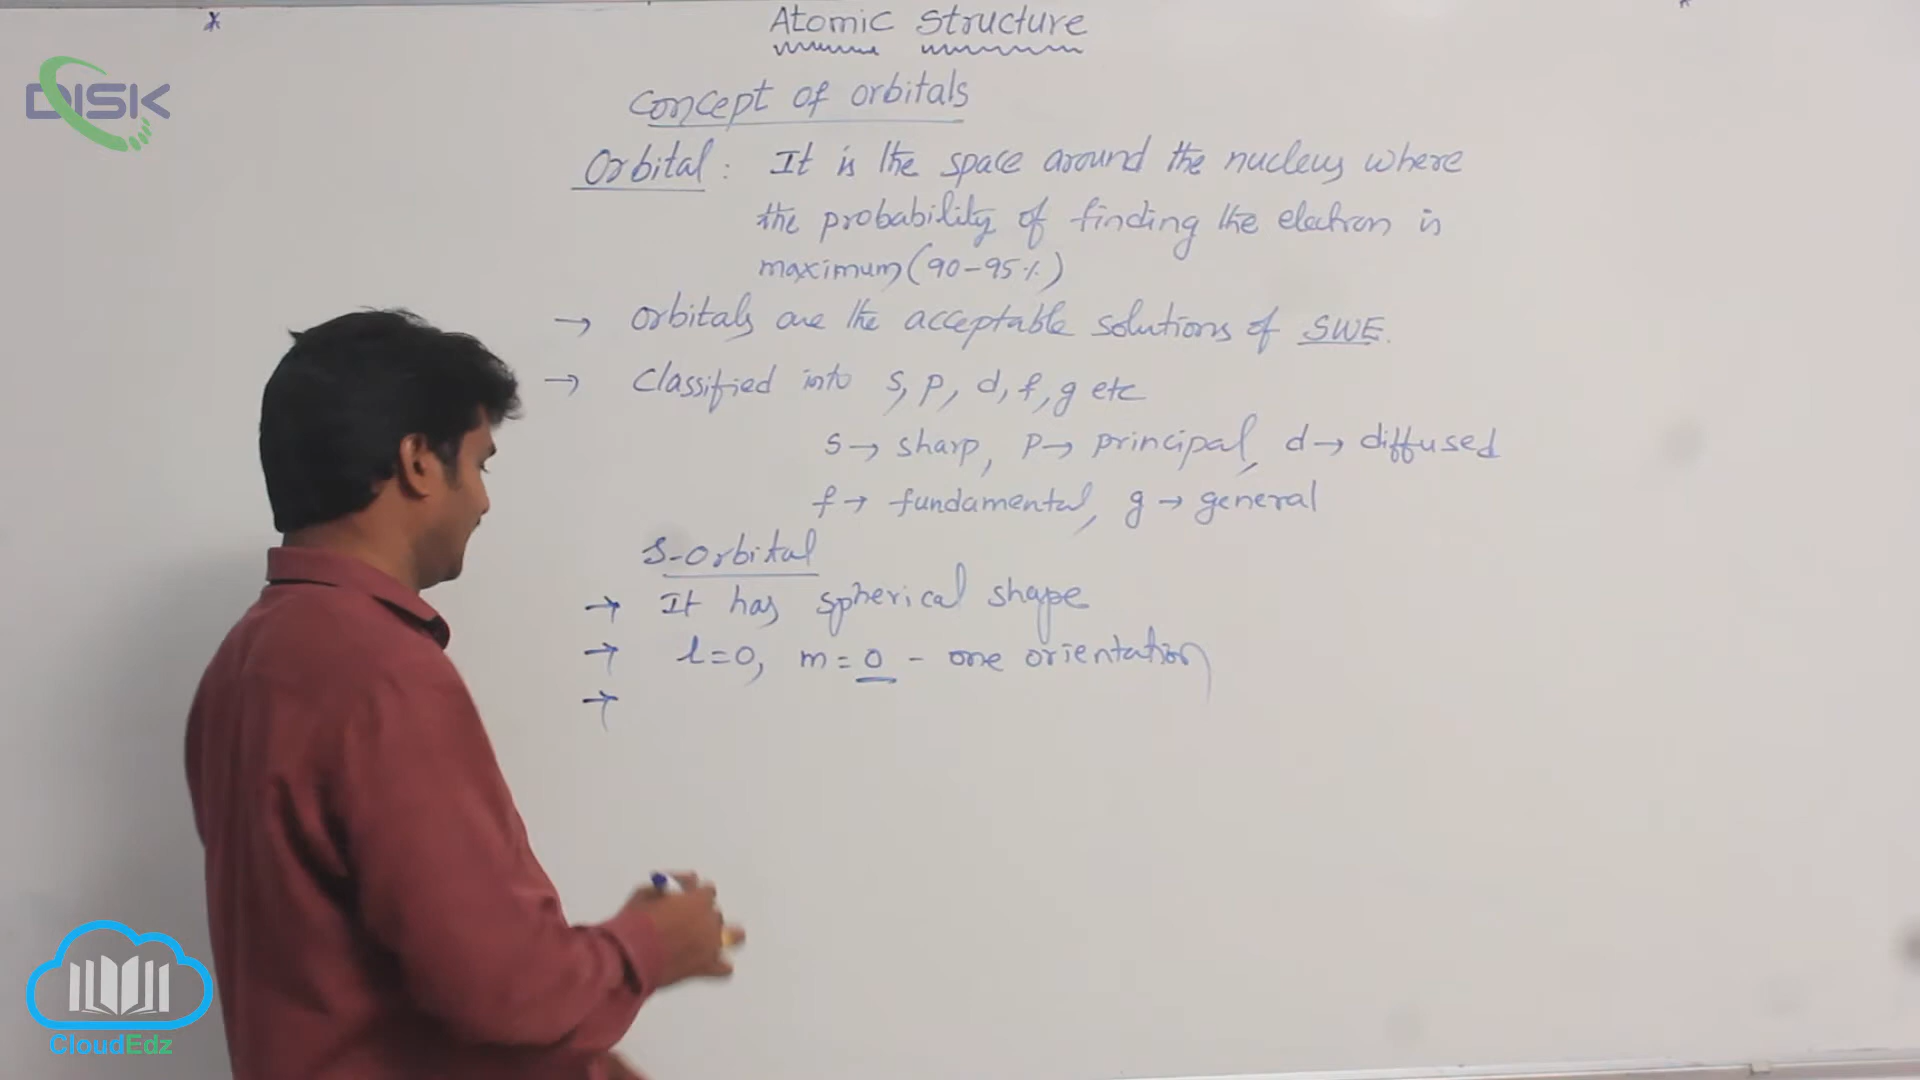 Atomic Structure
DISK
Concept of orbitals
Orbital : It is the space around the nucleus where
the probability of finding the electron is
maximum (90-95%)
→ orbitals are the acceptable solutions of SWE.
→ classified into s, p, d, f, g etc
s→ sharp, p→ principal, d→ diffused
f→ fundamental, g→ general
S-orbital
→ It has spherical shape
→ l=0, m=0 - one orientation
→
CloudEdz